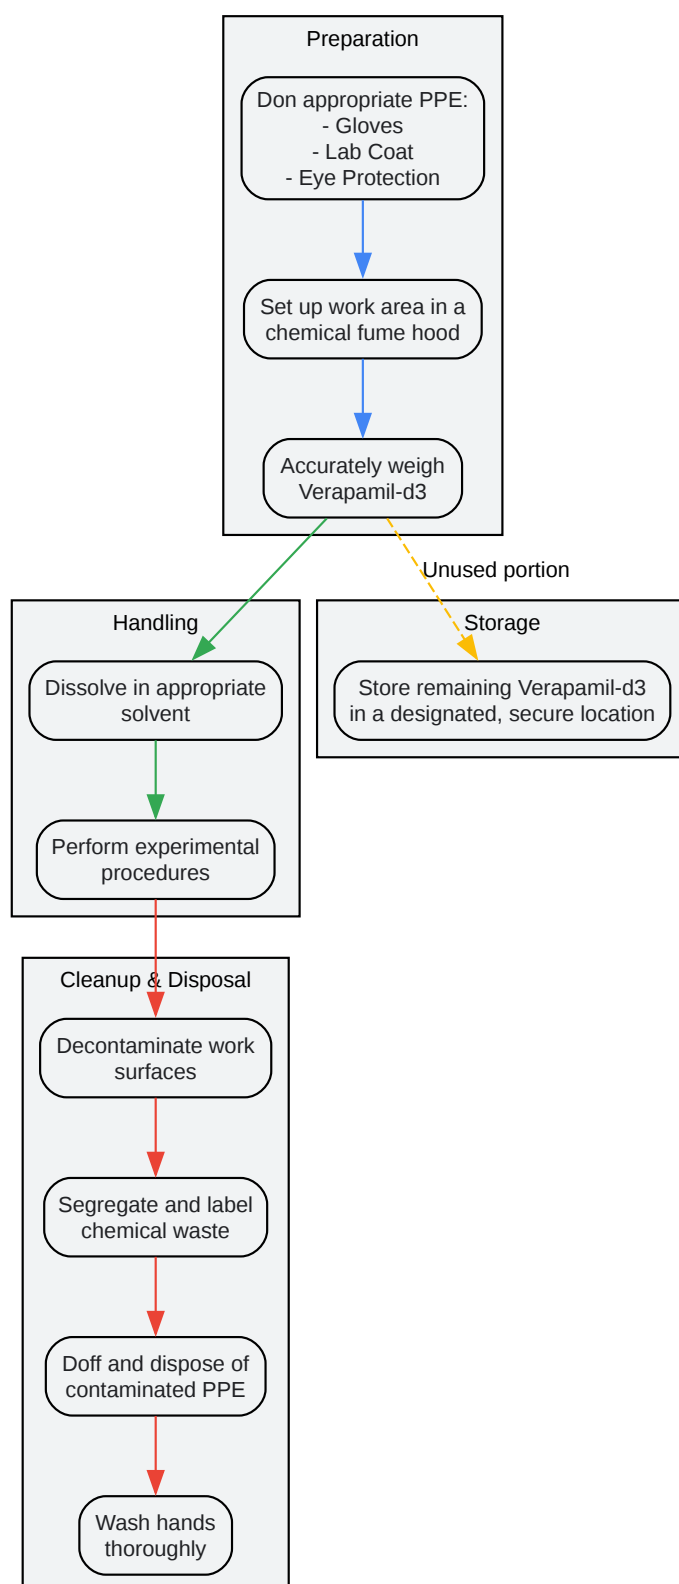 Preparation
Don appropriate PPE:
- Gloves
- Lab Coat
- Eye Protection
Set up work area in a
chemical fume hood
Accurately weigh
Verapamil-d3
Unused portion
Handling
Dissolve in appropriate
solvent
Perform experimental
procedures
Storage
Store remaining Verapamil-d3
in a designated, secure location
Cleanup & Disposal
Decontaminate work
surfaces
Segregate and label
chemical waste
Doff and dispose of
contaminated PPE
Wash hands
thoroughly